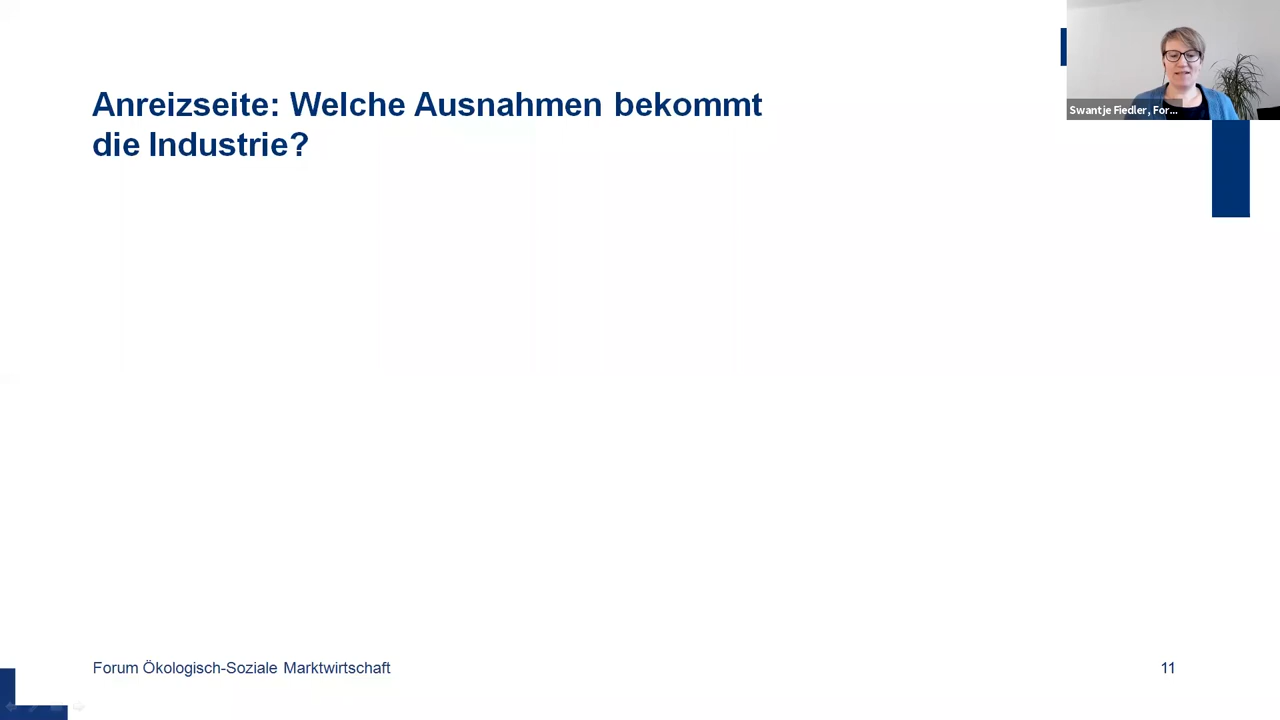 Swantje Fiedler, For...
Anreizseite: Welche Ausnahmen bekommt
die Industrie?
Forum Ökologisch-Soziale Marktwirtschaft
11